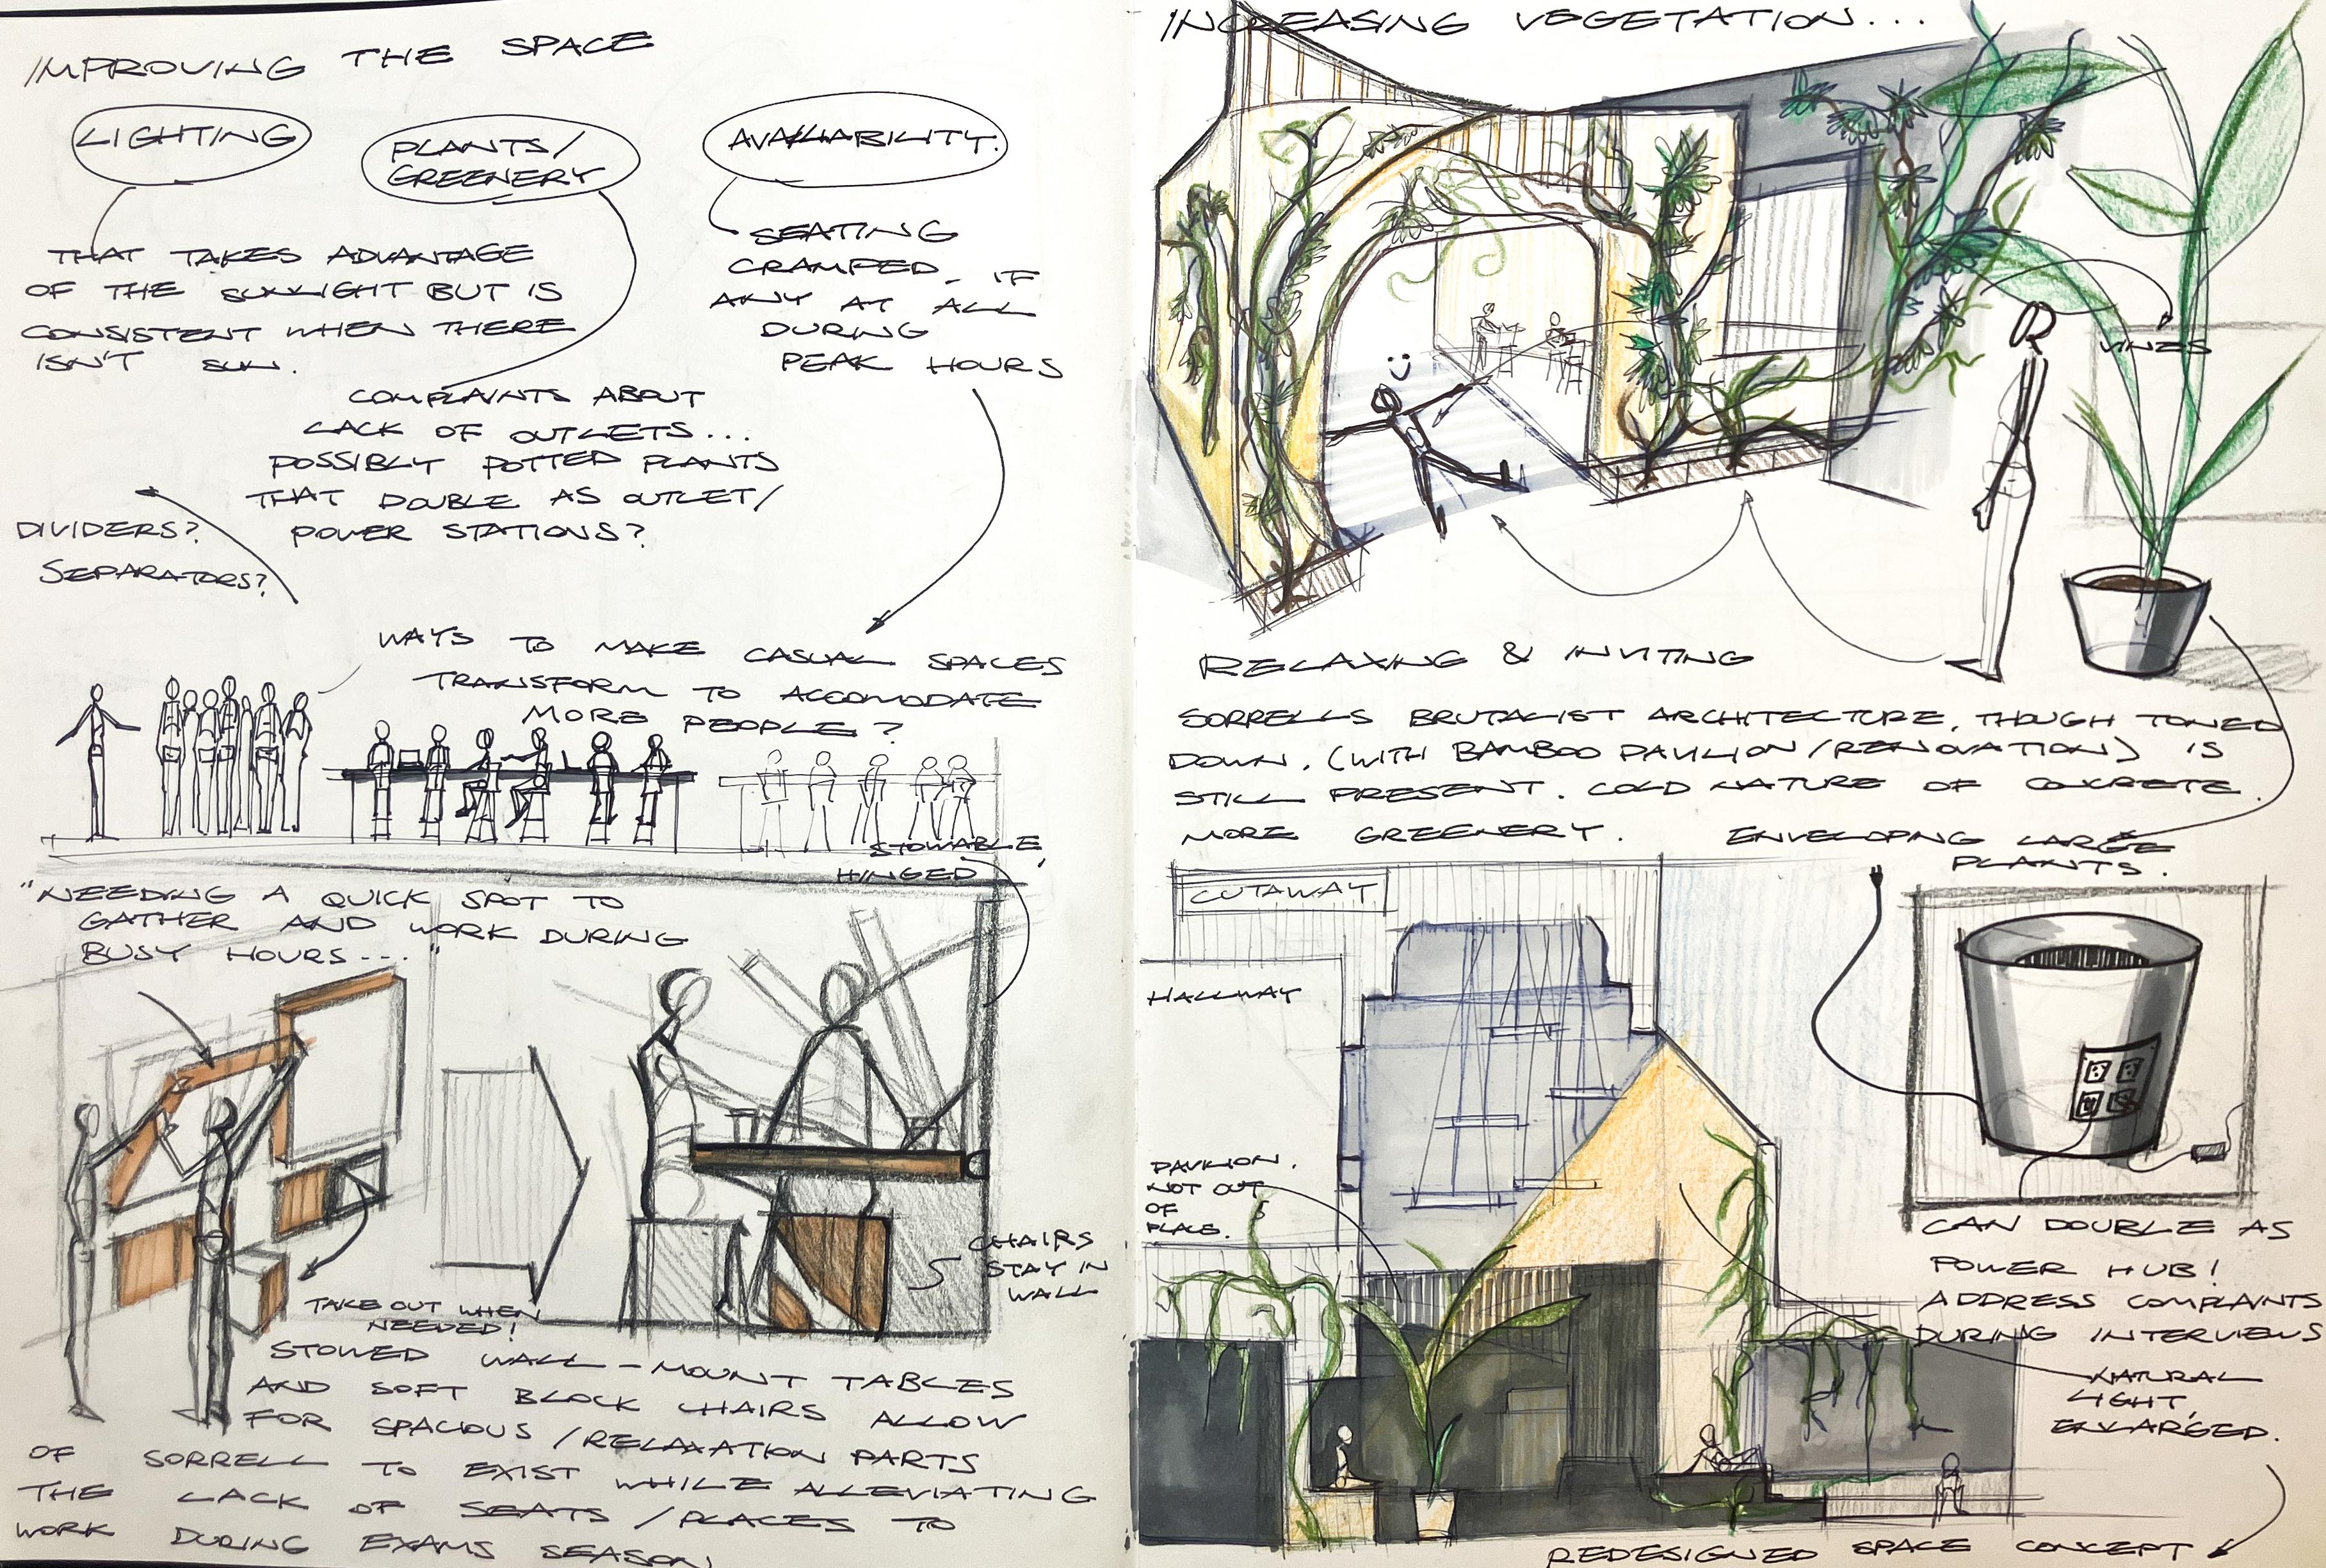 IMPROVING THE SPACE
LIGHTING
PLANTS/
GREENERY
AVAILABILITY.
THAT TAKES ADVANTAGE
OF THE SUNLIGHT BUT IS
CONSISTENT WHEN THERE
ISN'T SUN.
SEATING
CRAMPED, IF
ANY AT ALL
DURING
PEAK HOURS
COMPLAINTS ABOUT
LACK OF OUTLETS...
POSSIBLY POTTED PLANTS
THAT DOUBLE AS OUTLET/
POWER STATIONS?
DIVIDERS?
SEPARATORS?
WAYS TO MAKE CASUAL SPACES
TRANSFORM TO ACCOMODATE
MORE PEOPLE?
STOWABLE,
HINGED
"NEEDING A QUICK SPOT TO
GATHER AND WORK DURING
BUSY HOURS..."
CHAIRS
STAY IN
WALL
TAKE OUT WHEN
NEEDED!
STOWED WALL-MOUNT TABLES
AND SOFT BLOCK CHAIRS ALLOW
FOR SPACIOUS/RELAXATION PARTS
OF SORRELL TO EXIST WHILE ALLEVIATING
THE LACK OF SEATS/PLACES TO
WORK DURING EXAMS SEASON!
INCREASING VEGETATION...
VINES
RELAXING & INVITING
SORRELLS BRUTALIST ARCHITECTURE, THOUGH TONED
DOWN. (WITH BAMBOO PAVILION/RENOVATION) IS
STILL PRESENT. COLD NATURE OF CONCRETE.
MORE GREENERY.
ENVELOPING LARGE
PLANTS.
CUTAWAY
HALLWAY
PAVILION.
NOT OUT
OF
PLACE.
CAN DOUBLE AS
POWER HUB!
ADDRESS COMPLAINTS
DURING INTERVIEWS
NATURAL
LIGHT,
ENLARGED.
REDESIGNED SPACE CONCEPT